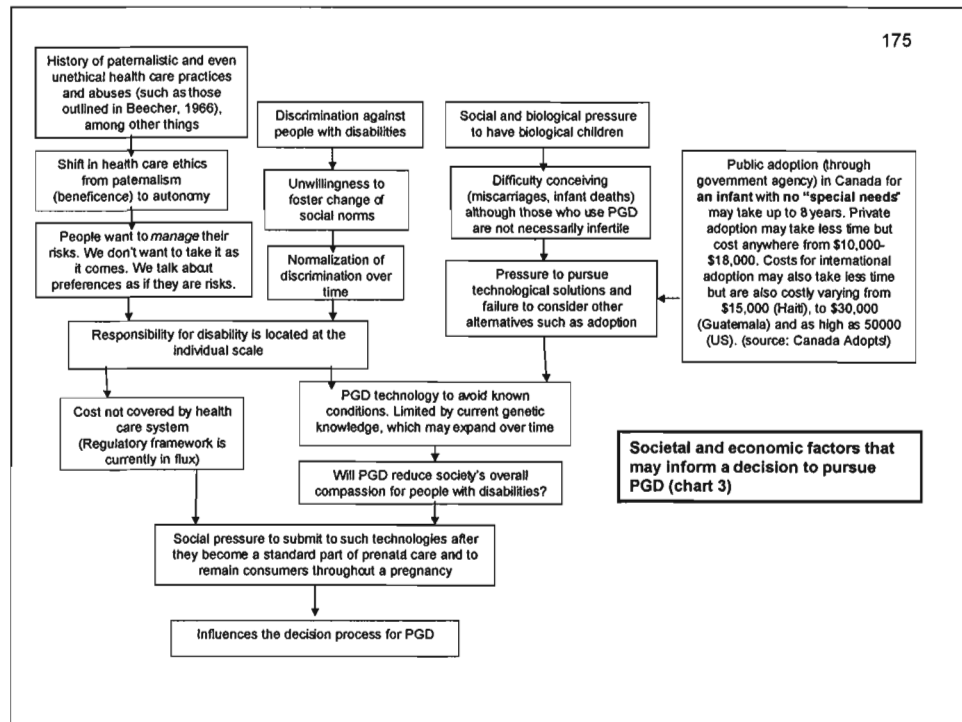 175
History of paternalistic and even
unethical health care practices
and abuses (such as those
outlined in Beecher, 1966),
among other things
Discrimination against
people with disabilities
Social and biological pressure
to have biological children
Shift in health care ethics
from paternalism
(beneficence) to autonomy
Unwillingness to
foster change of
social norms
Difficulty conceiving
(miscarriages, infant deaths)
although those who use PGD
are not necessarily infertile
Public adoption (through
government agency) in Canada for
an infant with no "special needs"
may take up to 8 years. Private
adoption may take less time but
cost anywhere from $10,000-
$18,000. Costs for international
adoption may also take less time
but are also costly varying from
$15,000 (Haiti), to $30,000
(Guatemala) and as high as 50000
(US). (source: Canada Adopts!)
People want to manage their
risks. We don't want to take it as
it comes. We talk about
preferences as if they are risks.
Normalization of
discrimination over
time
Pressure to pursue
technological solutions and
failure to consider other
alternatives such as adoption
Responsibility for disability is located at the
individual scale
Cost not covered by health
care system
(Regulatory framework is
currently in flux)
PGD technology to avoid known
conditions. Limited by current genetic
knowledge, which may expand over time
Societal and economic factors that
may inform a decision to pursue
PGD (chart 3)
Will PGD reduce society's overall
compassion for people with disabilities?
Social pressure to submit to such technologies after
they become a standard part of prenatal care and to
remain consumers throughout a pregnancy
Influences the decision process for PGD